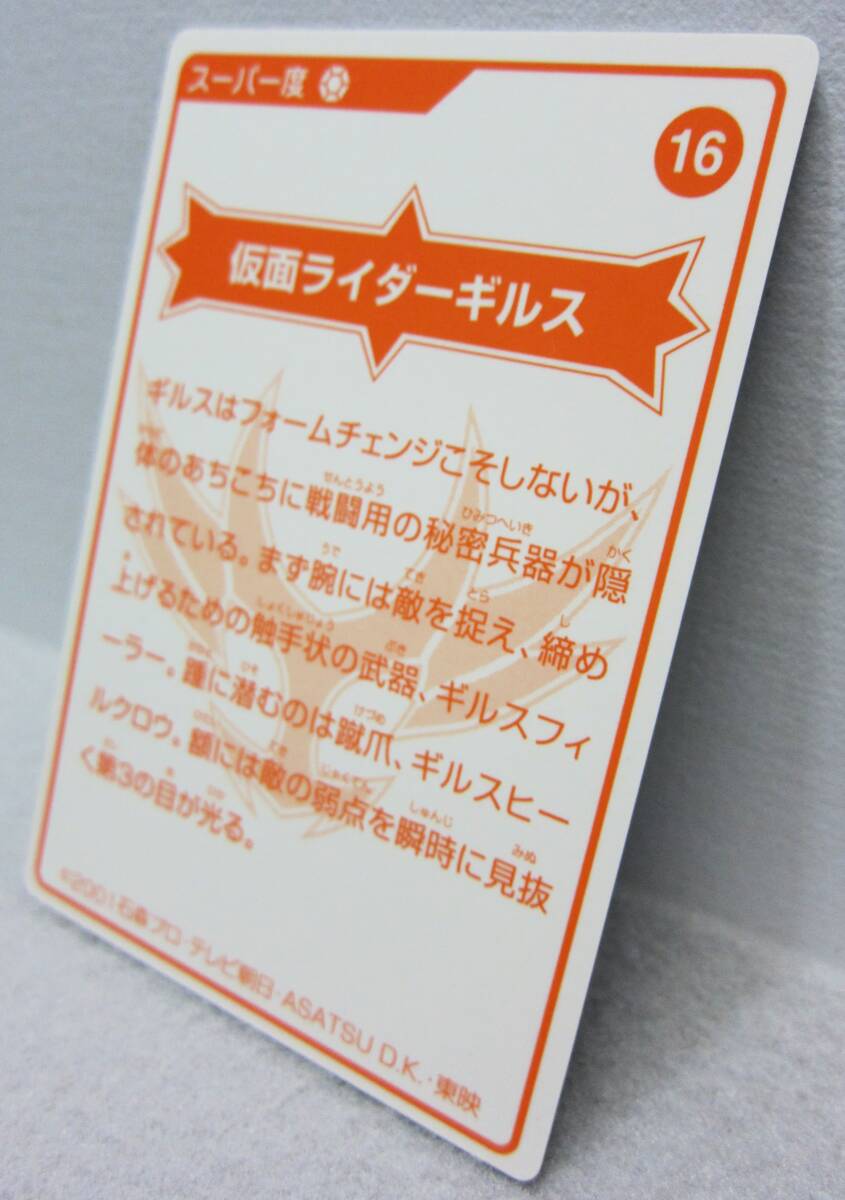 スーパー度
16
仮面ライダーギルス
ギルスはフォームチェンジこそしないが、
体のあちこちに戦闘用の秘密兵器が隠
されている。まず腕には敵を捉え、締め
上げるための触手状の武器、ギルスフィ
ーラー。踵に潜むのは蹴爪、ギルスヒー
ルクロウ。額には敵の弱点を瞬時に見抜
く第3の目が光る。
©2001石森プロ・テレビ朝日・ASATSU D.K.・東映